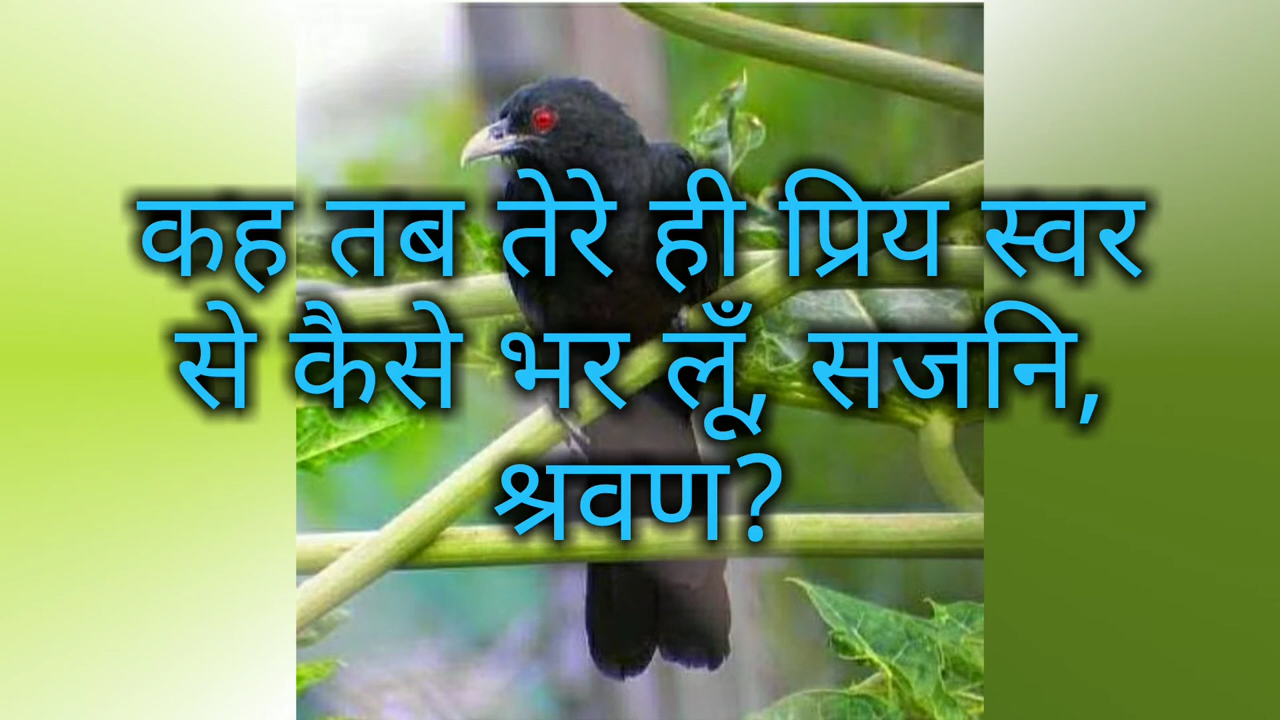 कह तब तेरे ही प्रिय स्वर
से कैसे भर लूँ, सजनि,
श्रवण?